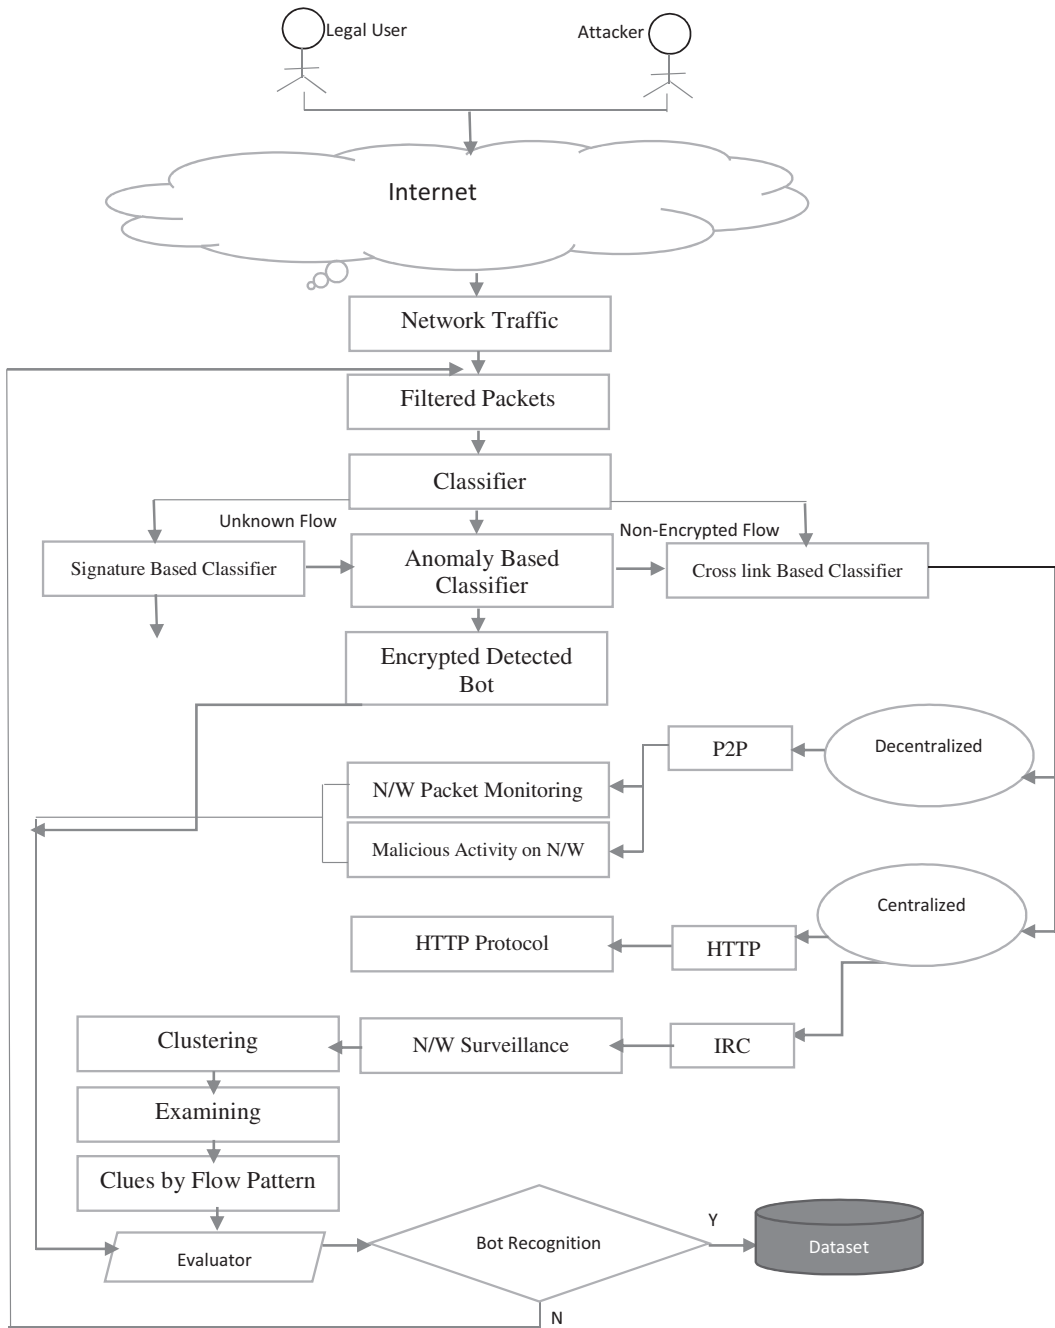 Legal User
Attacker
Internet
Network Traffic
Filtered Packets
Classifier
Unknown Flow
Non-Encrypted Flow
Signature Based Classifier
Anomaly Based
Classifier
Cross link Based Classifier
Encrypted Detected
Bot
P2P
Decentralized
N/W Packet Monitoring
Malicious Activity on N/W
Centralized
HTTP Protocol
HTTP
Clustering
N/W Surveillance
IRC
Examining
Clues by Flow Pattern
Evaluator
Bot Recognition
Y
Dataset
N